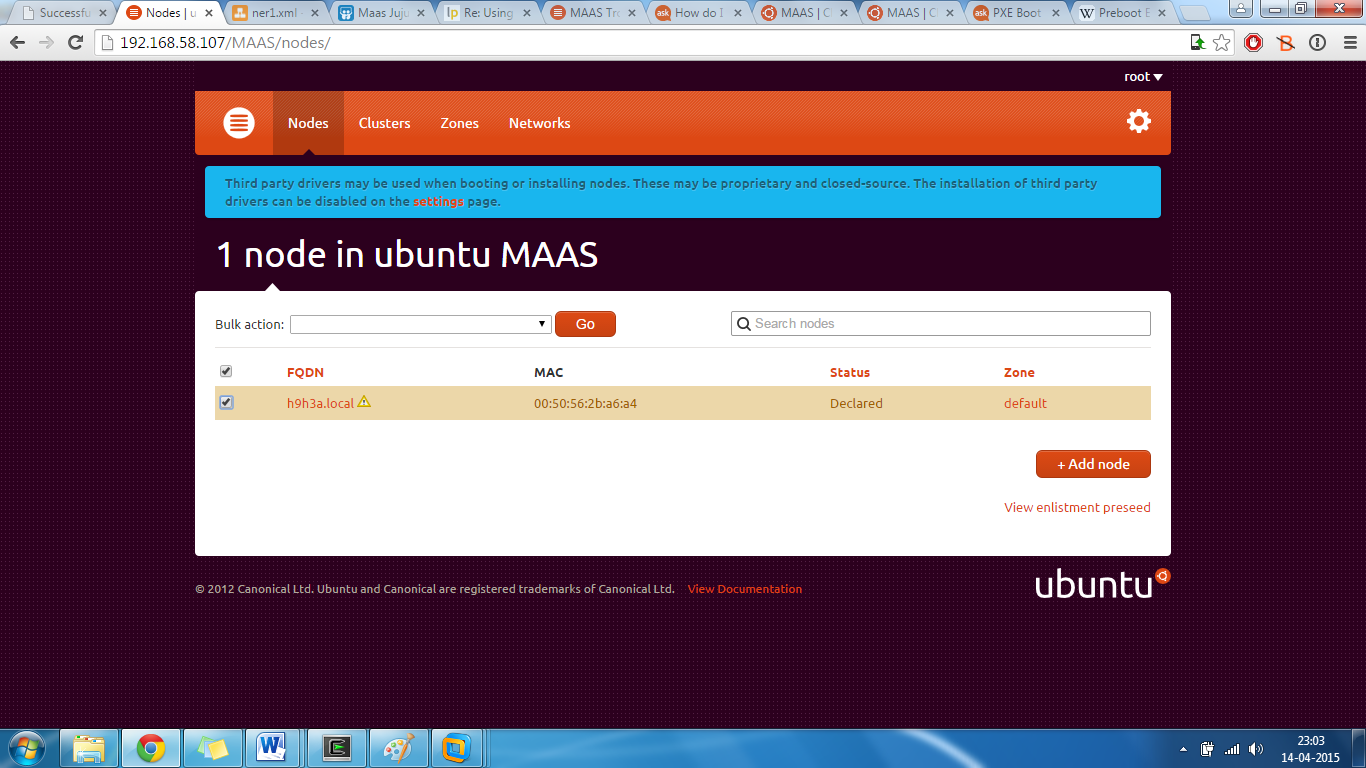 Successfu
Nodes | u
ner1.xml
Maas Juju
Re: Using
MAAS Tro
How do I
MAAS | C
MAAS | C
PXE Boot
Preboot E
192.168.58.107/MAAS/nodes/
root
Nodes
Clusters
Zones
Networks
Third party drivers may be used when booting or installing nodes. These may be proprietary and closed-source. The installation of third party
drivers can be disabled on the settings page.
1 node in ubuntu MAAS
Bulk action:
Go
Search nodes
FQDN MAC Status Zone
h9h3a.local 00:50:56:2b:a6:a4 Declared default
+ Add node
View enlistment preseed
© 2012 Canonical Ltd. Ubuntu and Canonical are registered trademarks of Canonical Ltd. View Documentation
ubuntu
23:03
14-04-2015